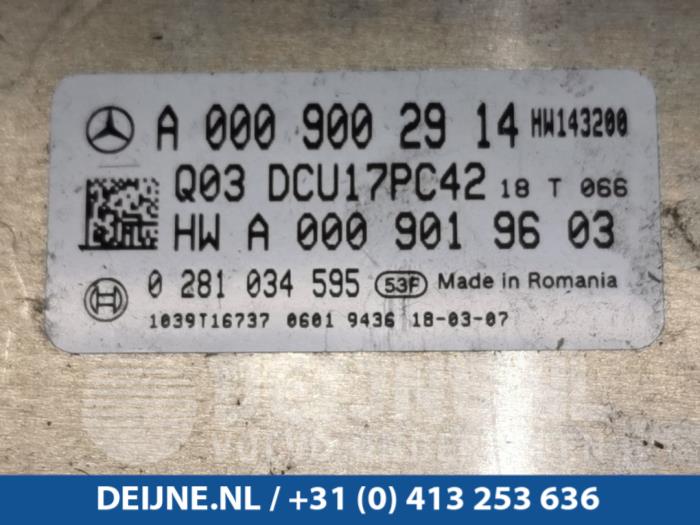 A 000 900 29 14 HW143200
Q03 DCU17PC42 18 T 066
HW A 000 901 96 03
0 281 034 595 53F Made in Romania
1039T16737 0601 9436 18-03-07
DEIJNE.NL / +31 (0) 413 253 636